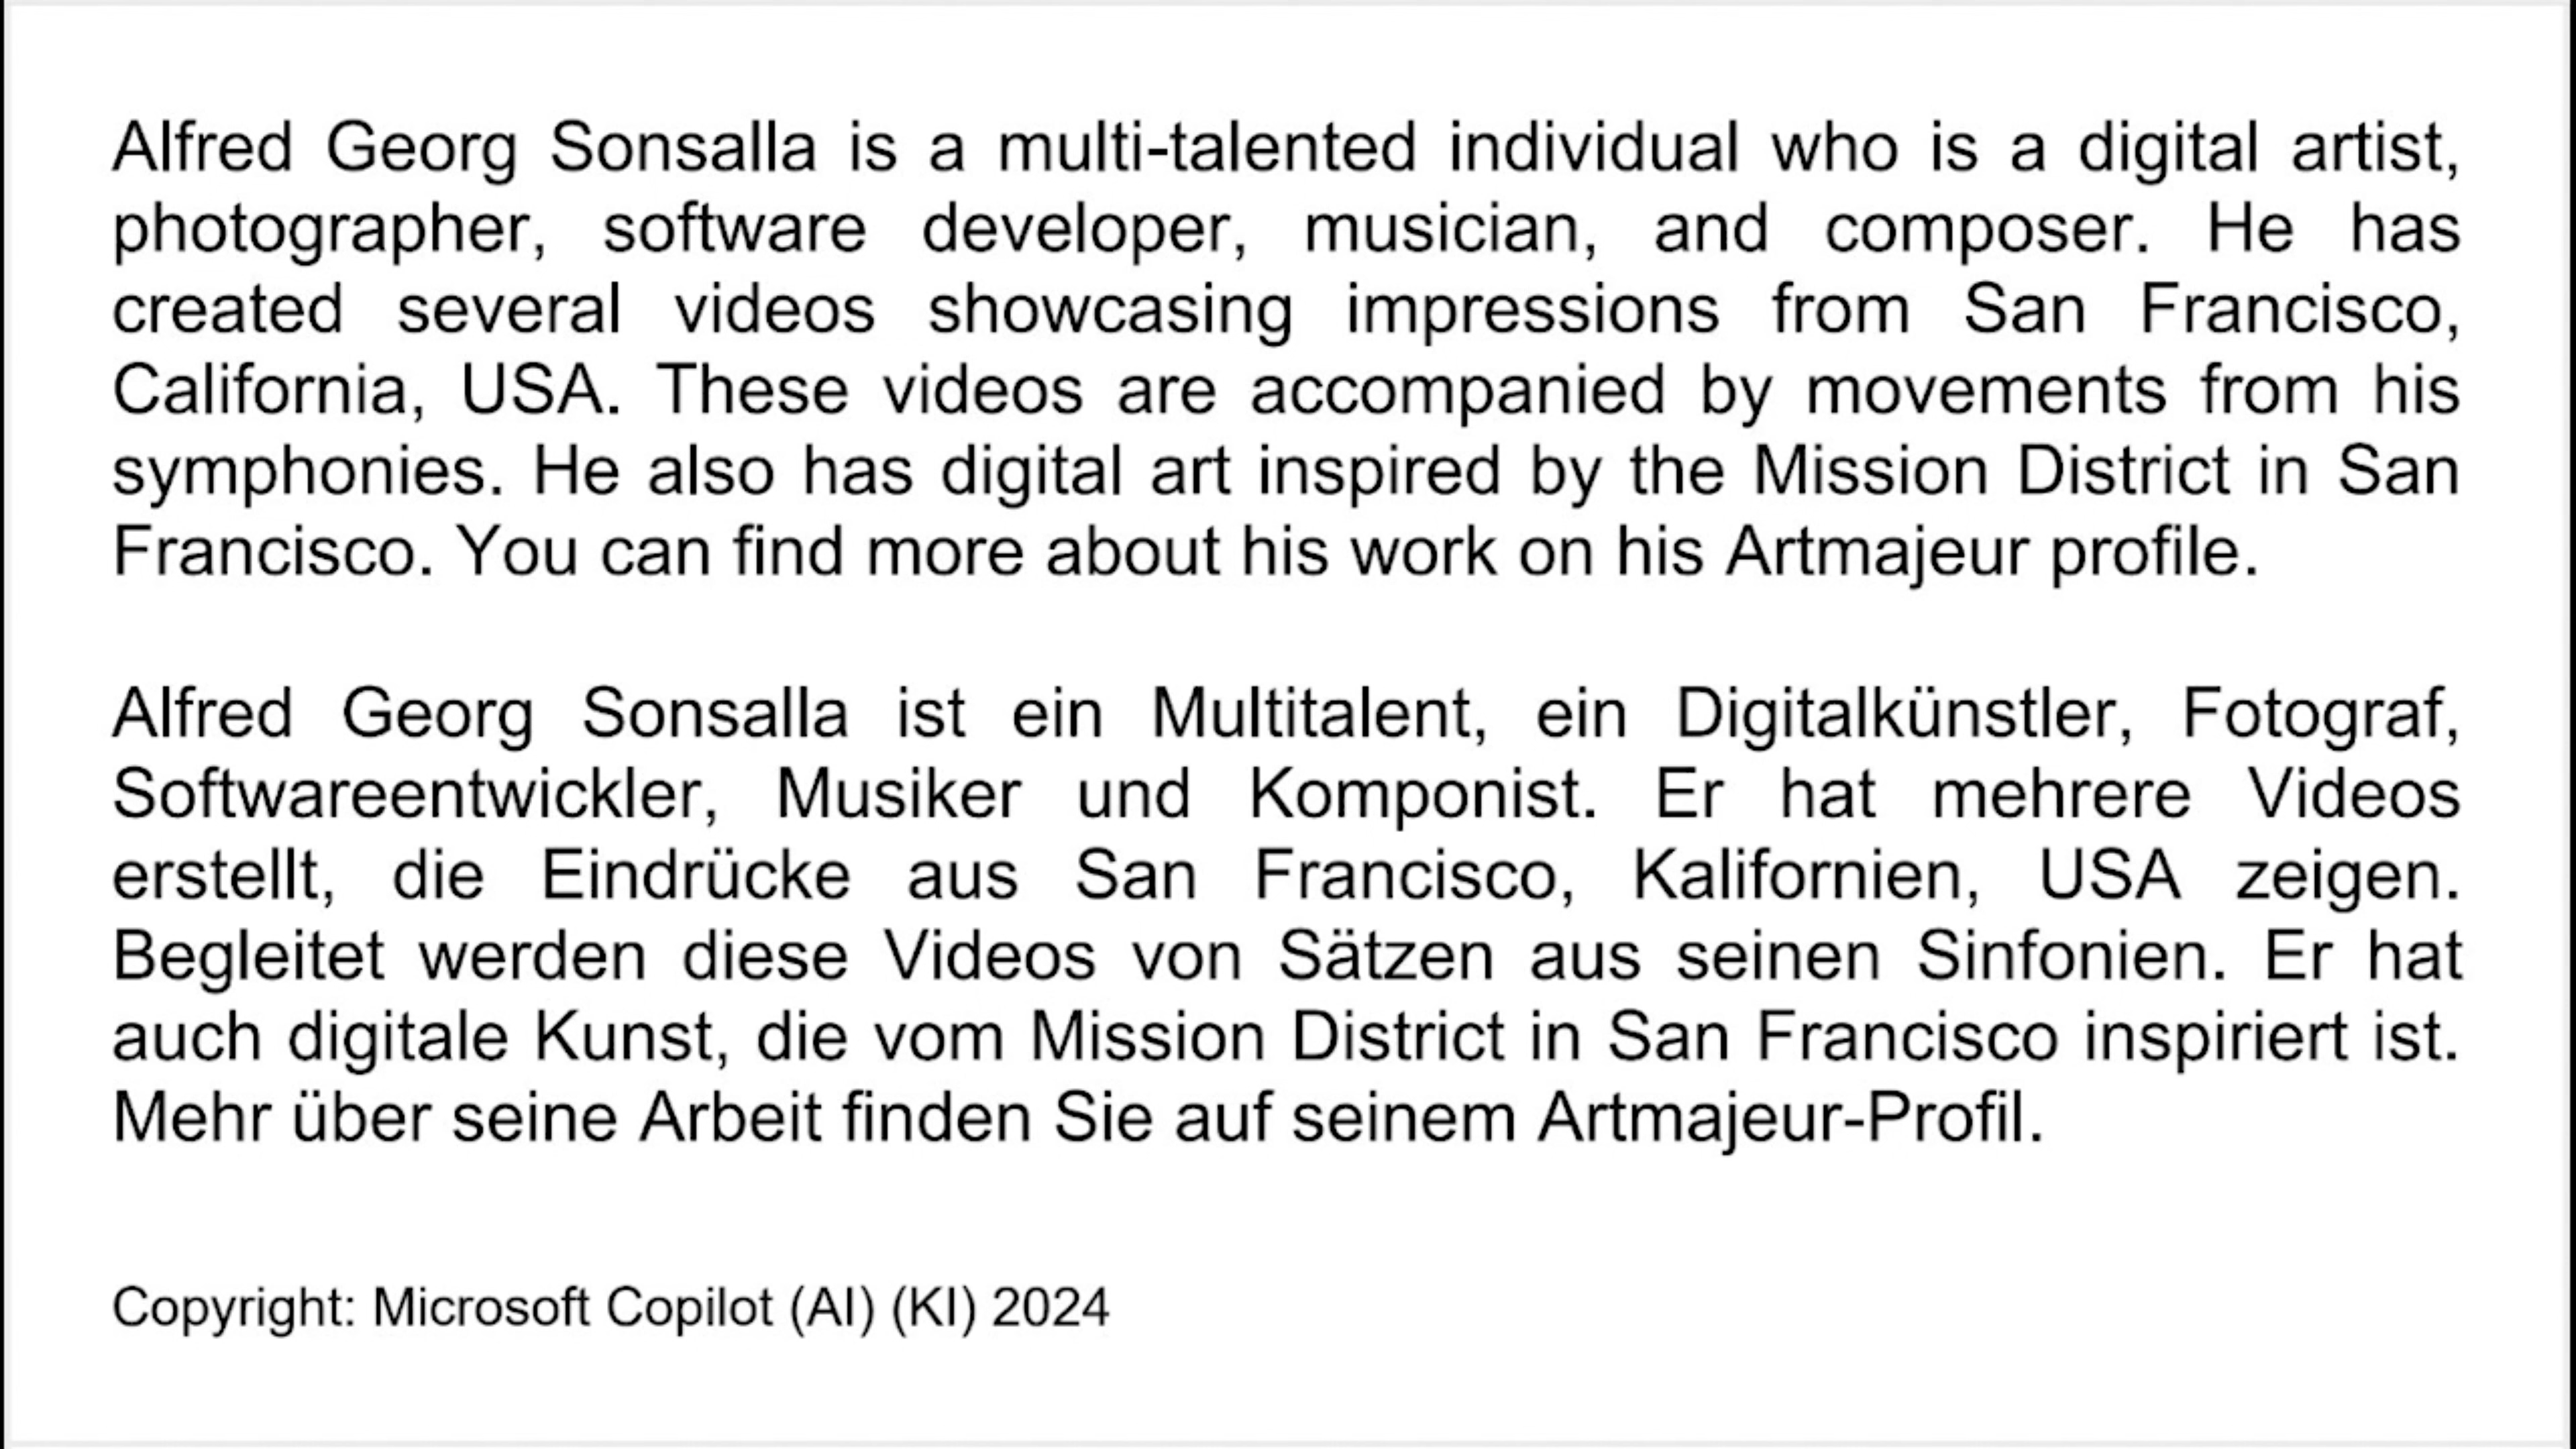 Alfred Georg Sonsalla is a multi-talented individual who is a digital artist,
photographer, software developer, musician, and composer. He has
created several videos showcasing impressions from San Francisco,
California, USA. These videos are accompanied by movements from his
symphonies. He also has digital art inspired by the Mission District in San
Francisco. You can find more about his work on his Artmajeur profile.
Alfred Georg Sonsalla ist ein Multitalent, ein Digitalkünstler, Fotograf,
Softwareentwickler, Musiker und Komponist. Er hat mehrere Videos
erstellt, die Eindrücke aus San Francisco, Kalifornien, USA zeigen.
Begleitet werden diese Videos von Sätzen aus seinen Sinfonien. Er hat
auch digitale Kunst, die vom Mission District in San Francisco inspiriert ist.
Mehr über seine Arbeit finden Sie auf seinem Artmajeur-Profil.
Copyright: Microsoft Copilot (AI) (KI) 2024